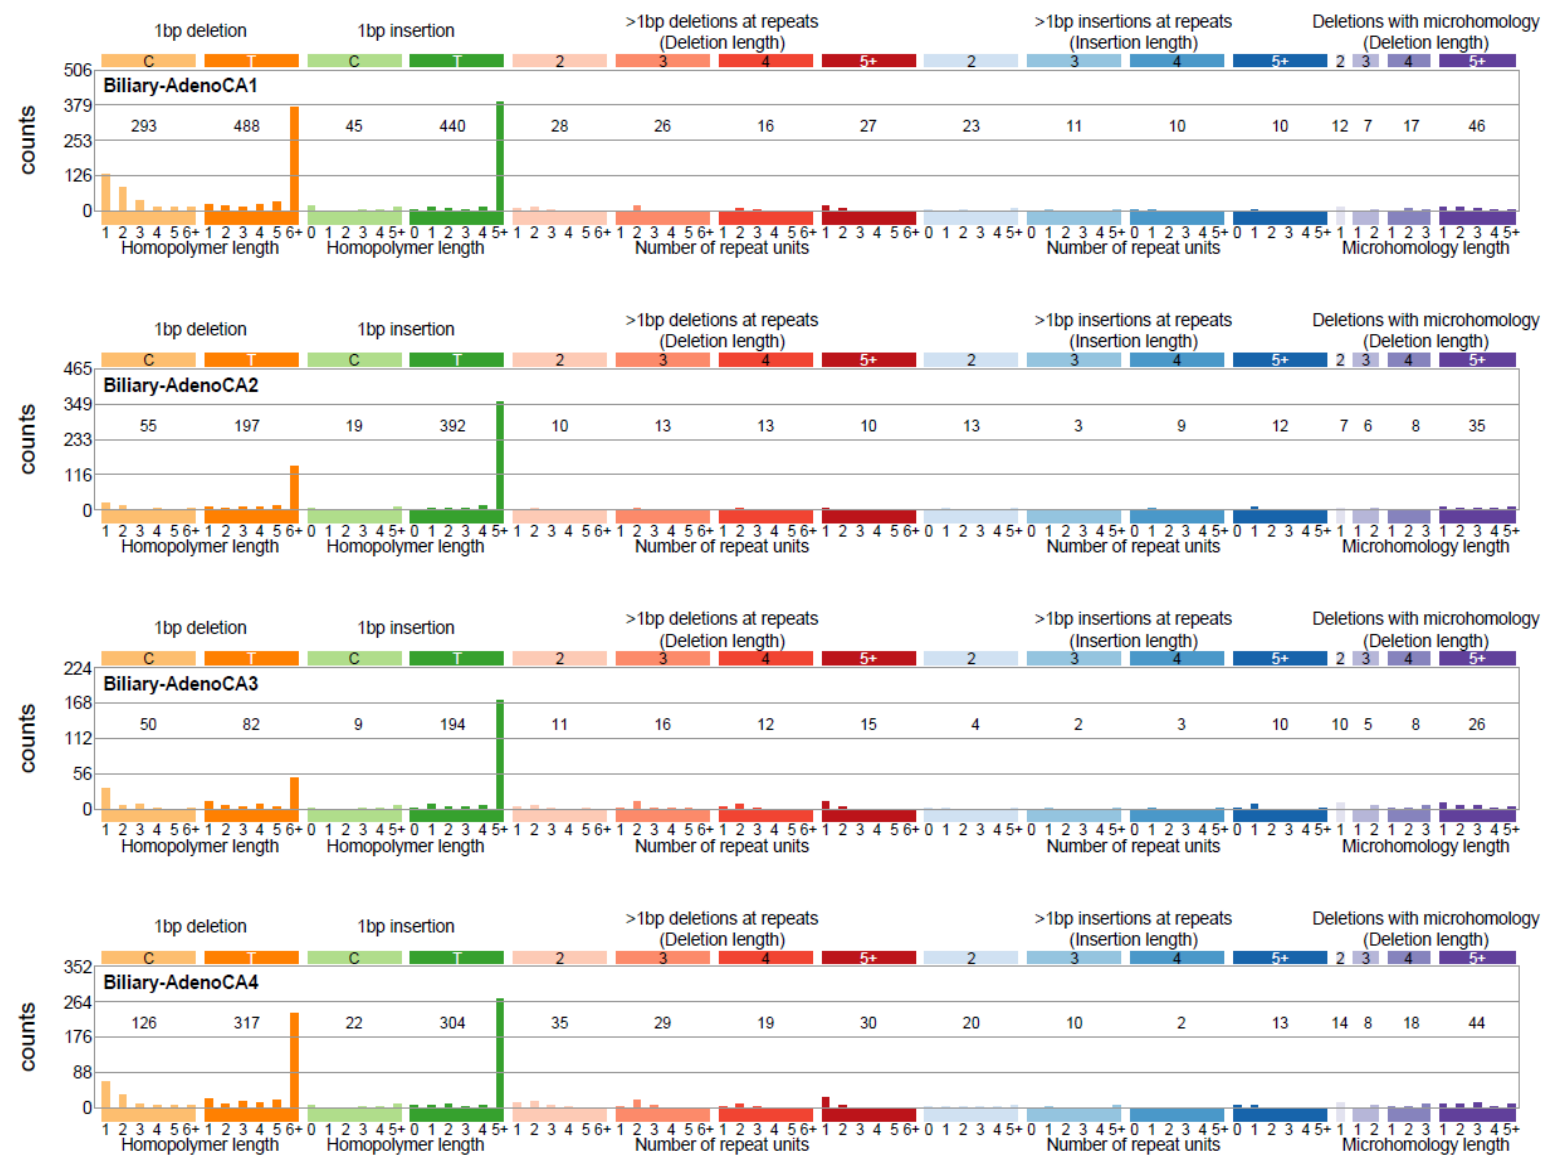 1bp deletion 1bp insertion >1bp deletions at repeats (Deletion length) >1bp insertions at repeats (Insertion length) Deletions with microhomology (Deletion length)
C T C T 2 3 4 5+ 2 3 4 5+ 2 3 4 5+
506
Biliary-AdenoCA1
379
293 488 45 440 28 26 16 27 23 11 10 10 12 7 17 46
253
126
0
counts
1 2 3 4 5 6+ 1 2 3 4 5 6+ 0 1 2 3 4 5+ 0 1 2 3 4 5+ 1 2 3 4 5 6+ 1 2 3 4 5 6+ 1 2 3 4 5 6+ 1 2 3 4 5 6+ 0 1 2 3 4 5+ 0 1 2 3 4 5+ 0 1 2 3 4 5+ 0 1 2 3 4 5+ 1 1 2 1 2 3 1 2 3 4 5+
Homopolymer length Homopolymer length Number of repeat units Number of repeat units Microhomology length
1bp deletion 1bp insertion >1bp deletions at repeats (Deletion length) >1bp insertions at repeats (Insertion length) Deletions with microhomology (Deletion length)
C T C T 2 3 4 5+ 2 3 4 5+ 2 3 4 5+
465
Biliary-AdenoCA2
349
55 197 19 392 10 13 13 10 13 3 9 12 7 6 8 35
233
116
0
counts
1 2 3 4 5 6+ 1 2 3 4 5 6+ 0 1 2 3 4 5+ 0 1 2 3 4 5+ 1 2 3 4 5 6+ 1 2 3 4 5 6+ 1 2 3 4 5 6+ 1 2 3 4 5 6+ 0 1 2 3 4 5+ 0 1 2 3 4 5+ 0 1 2 3 4 5+ 0 1 2 3 4 5+ 1 1 2 1 2 3 1 2 3 4 5+
Homopolymer length Homopolymer length Number of repeat units Number of repeat units Microhomology length
1bp deletion 1bp insertion >1bp deletions at repeats (Deletion length) >1bp insertions at repeats (Insertion length) Deletions with microhomology (Deletion length)
C T C T 2 3 4 5+ 2 3 4 5+ 2 3 4 5+
224
Biliary-AdenoCA3
168
50 82 9 194 11 16 12 15 4 2 3 10 10 5 8 26
112
56
0
counts
1 2 3 4 5 6+ 1 2 3 4 5 6+ 0 1 2 3 4 5+ 0 1 2 3 4 5+ 1 2 3 4 5 6+ 1 2 3 4 5 6+ 1 2 3 4 5 6+ 1 2 3 4 5 6+ 0 1 2 3 4 5+ 0 1 2 3 4 5+ 0 1 2 3 4 5+ 0 1 2 3 4 5+ 1 1 2 1 2 3 1 2 3 4 5+
Homopolymer length Homopolymer length Number of repeat units Number of repeat units Microhomology length
1bp deletion 1bp insertion >1bp deletions at repeats (Deletion length) >1bp insertions at repeats (Insertion length) Deletions with microhomology (Deletion length)
C T C T 2 3 4 5+ 2 3 4 5+ 2 3 4 5+
352
Biliary-AdenoCA4
264
126 317 22 304 35 29 19 30 20 10 2 13 14 8 18 44
176
88
0
counts
1 2 3 4 5 6+ 1 2 3 4 5 6+ 0 1 2 3 4 5+ 0 1 2 3 4 5+ 1 2 3 4 5 6+ 1 2 3 4 5 6+ 1 2 3 4 5 6+ 1 2 3 4 5 6+ 0 1 2 3 4 5+ 0 1 2 3 4 5+ 0 1 2 3 4 5+ 0 1 2 3 4 5+ 1 1 2 1 2 3 1 2 3 4 5+
Homopolymer length Homopolymer length Number of repeat units Number of repeat units Microhomology length